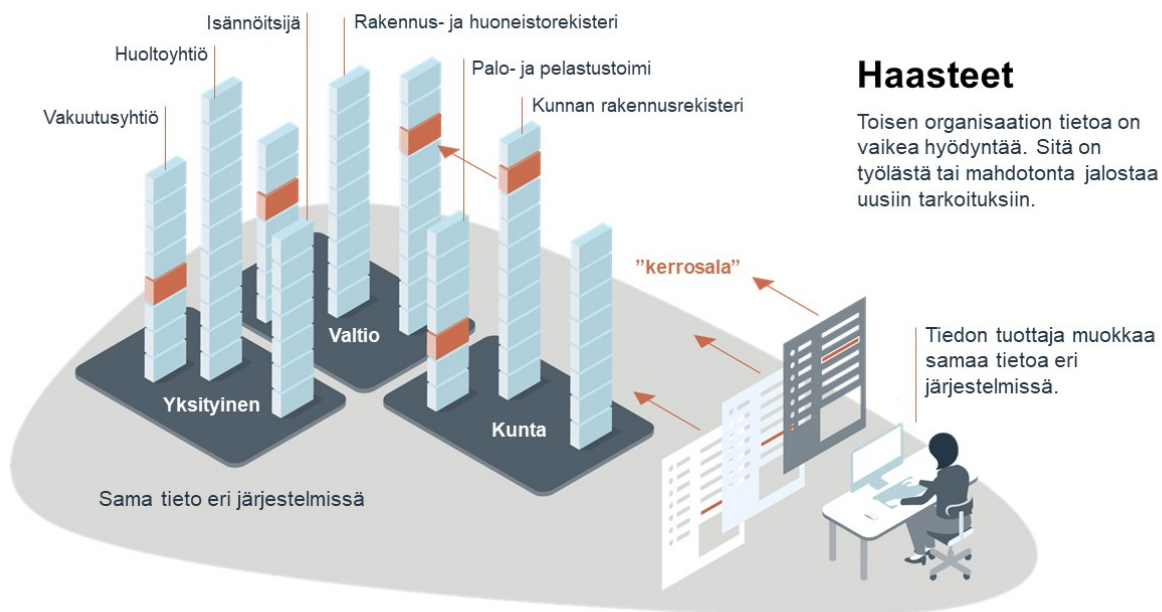 Isännöitsijä
Rakennus- ja huoneistorekisteri
Huoltoyhtiö
Palo- ja pelastustoimi
Vakuutusyhtiö
Kunnan rakennusrekisteri
Haasteet
Toisen organisaation tietoa on
vaikea hyödyntää. Sitä on
työlästä tai mahdotonta jalostaa
uusiin tarkoituksiin.
”kerrosala”
Valtio
Yksityinen
Kunta
Tiedon tuottaja muokkaa
samaa tietoa eri
järjestelmissä.
Sama tieto eri järjestelmissä